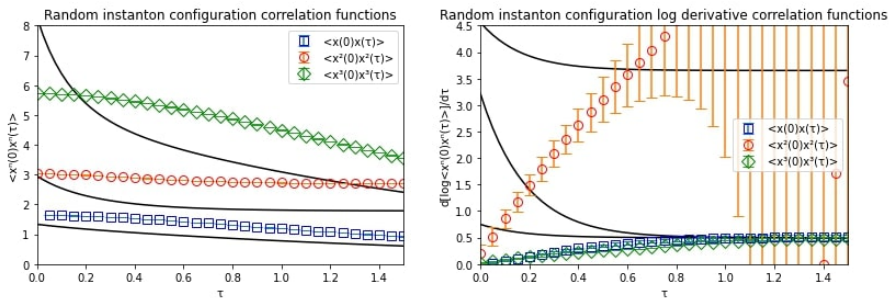 Random instanton configuration correlation functions
<xⁿ(0)xⁿ(τ)>
8
7
6
5
4
3
2
1
0
0.0 0.2 0.4 0.6 0.8 1.0 1.2 1.4
τ
<x(0)x(τ)>
<x²(0)x²(τ)>
<x³(0)x³(τ)>
Random instanton configuration log derivative correlation functions
d[log<xⁿ(0)xⁿ(τ)>]/dτ
4.5
4.0
3.5
3.0
2.5
2.0
1.5
1.0
0.5
0.0
0.0 0.2 0.4 0.6 0.8 1.0 1.2 1.4
τ
<x(0)x(τ)>
<x²(0)x²(τ)>
<x³(0)x³(τ)>